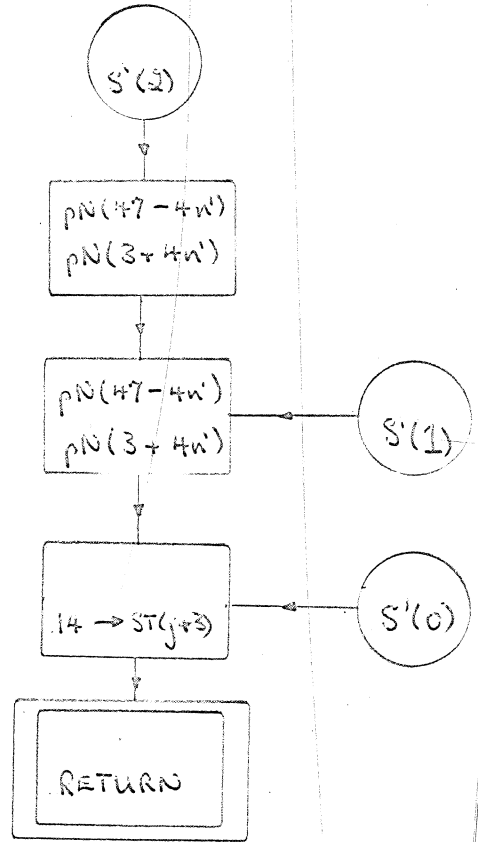 S'(2)
pN(47-4n')
pN(3+4n')
pN(47-4n')
pN(3+4n')
S'(1)
14 → ST(j+3)
S'(0)
RETURN